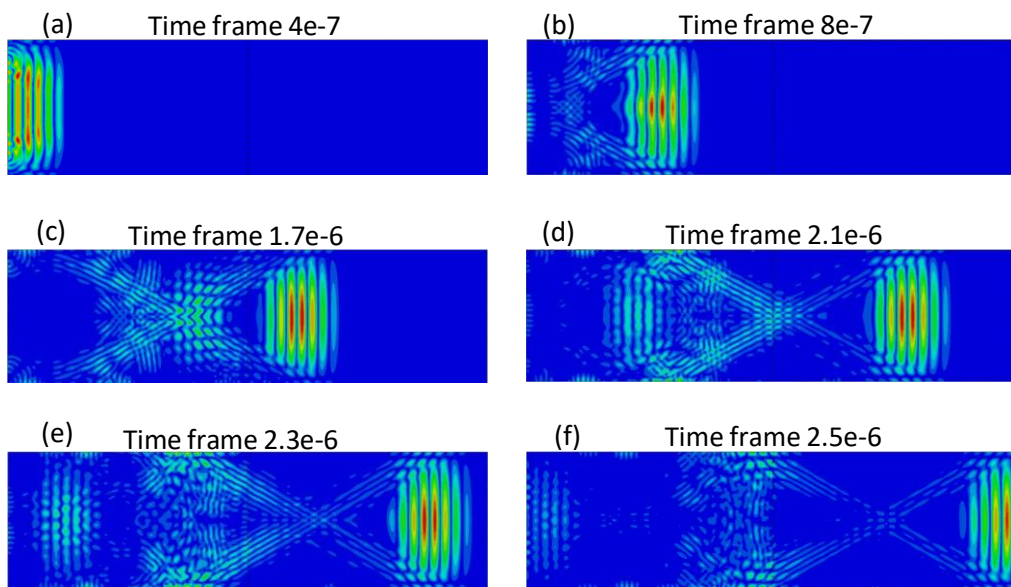 (a) Time frame 4e-7
(b) Time frame 8e-7
(c) Time frame 1.7e-6
(d) Time frame 2.1e-6
(e) Time frame 2.3e-6
(f) Time frame 2.5e-6